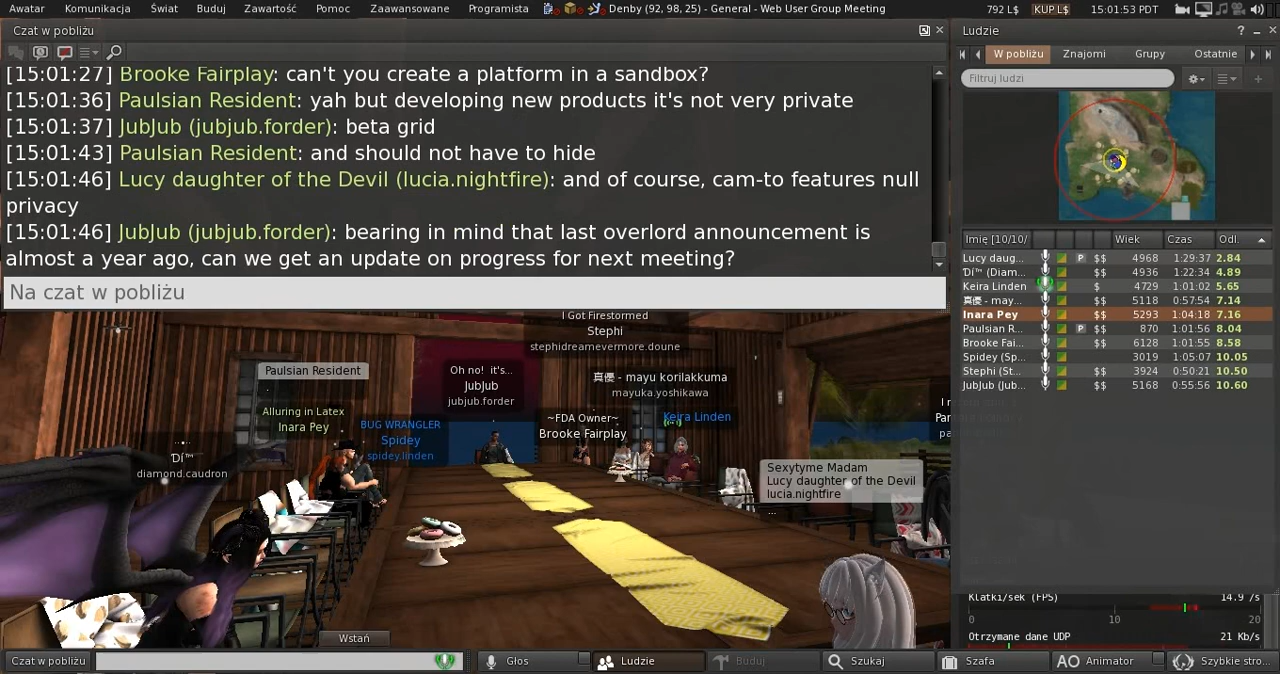 Awatar Komunikacja Świat Buduj Zawartość Pomoc Zaawansowane Programista Denby (92, 98, 25) - General - Web User Group Meeting 792 L$ KUP L$ 15:01:53 PDT
Czat w pobliżu
[15:01:27] Brooke Fairplay: can't you create a platform in a sandbox?
[15:01:36] Paulsian Resident: yah but developing new products it's not very private
[15:01:37] JubJub (jubjub.forder): beta grid
[15:01:43] Paulsian Resident: and should not have to hide
[15:01:46] Lucy daughter of the Devil (lucia.nightfire): and of course, cam-to features null
privacy
[15:01:46] JubJub (jubjub.forder): bearing in mind that last overlord announcement is
almost a year ago, can we get an update on progress for next meeting?
Na czat w pobliżu
I Got Firestormed
Stephi
stephidreamevermore.doune
Paulsian Resident
Oh no! it's...
JubJub
jubjub.forder
真優 - mayu korilakkuma
mayuka.yoshikawa
Alluring in Latex
Inara Pey
BUG WRANGLER
Spidey
spidey.linden
~FDA Owner~
Brooke Fairplay
Keira Linden
Ɗí™
diamond.caudron
Sexytyme Madam
Lucy daughter of the Devil
lucia.nightfire
...
Wstań
Czat w pobliżu Głos Ludzie Buduj Szukaj Szafa AO Animator Szybkie stro...
Ludzie
W pobliżu Znajomi Grupy Ostatnie
Filtruj ludzi
Imię [10/10/ Wiek Czas Odl.
Lucy daug... P $$ 4968 1:29:37 2.84
Ɗí™ (Diam... $$ 4936 1:22:34 4.89
Keira Linden $ 4729 1:01:02 5.65
真優 - may... $$ 5118 0:57:54 7.14
Inara Pey $$ 5293 1:04:18 7.16
Paulsian R... P $$ 870 1:01:56 8.04
Brooke Fai... $$ 6128 1:01:55 8.58
Spidey (Sp... 3019 1:05:07 10.05
Stephi (St... $$ 3924 0:50:21 10.50
JubJub (Jub... 5168 0:55:56 10.60
Klatki/sek (FPS) 14.9 /s
0 10 20
Otrzymane dane UDP 21 Kb/s